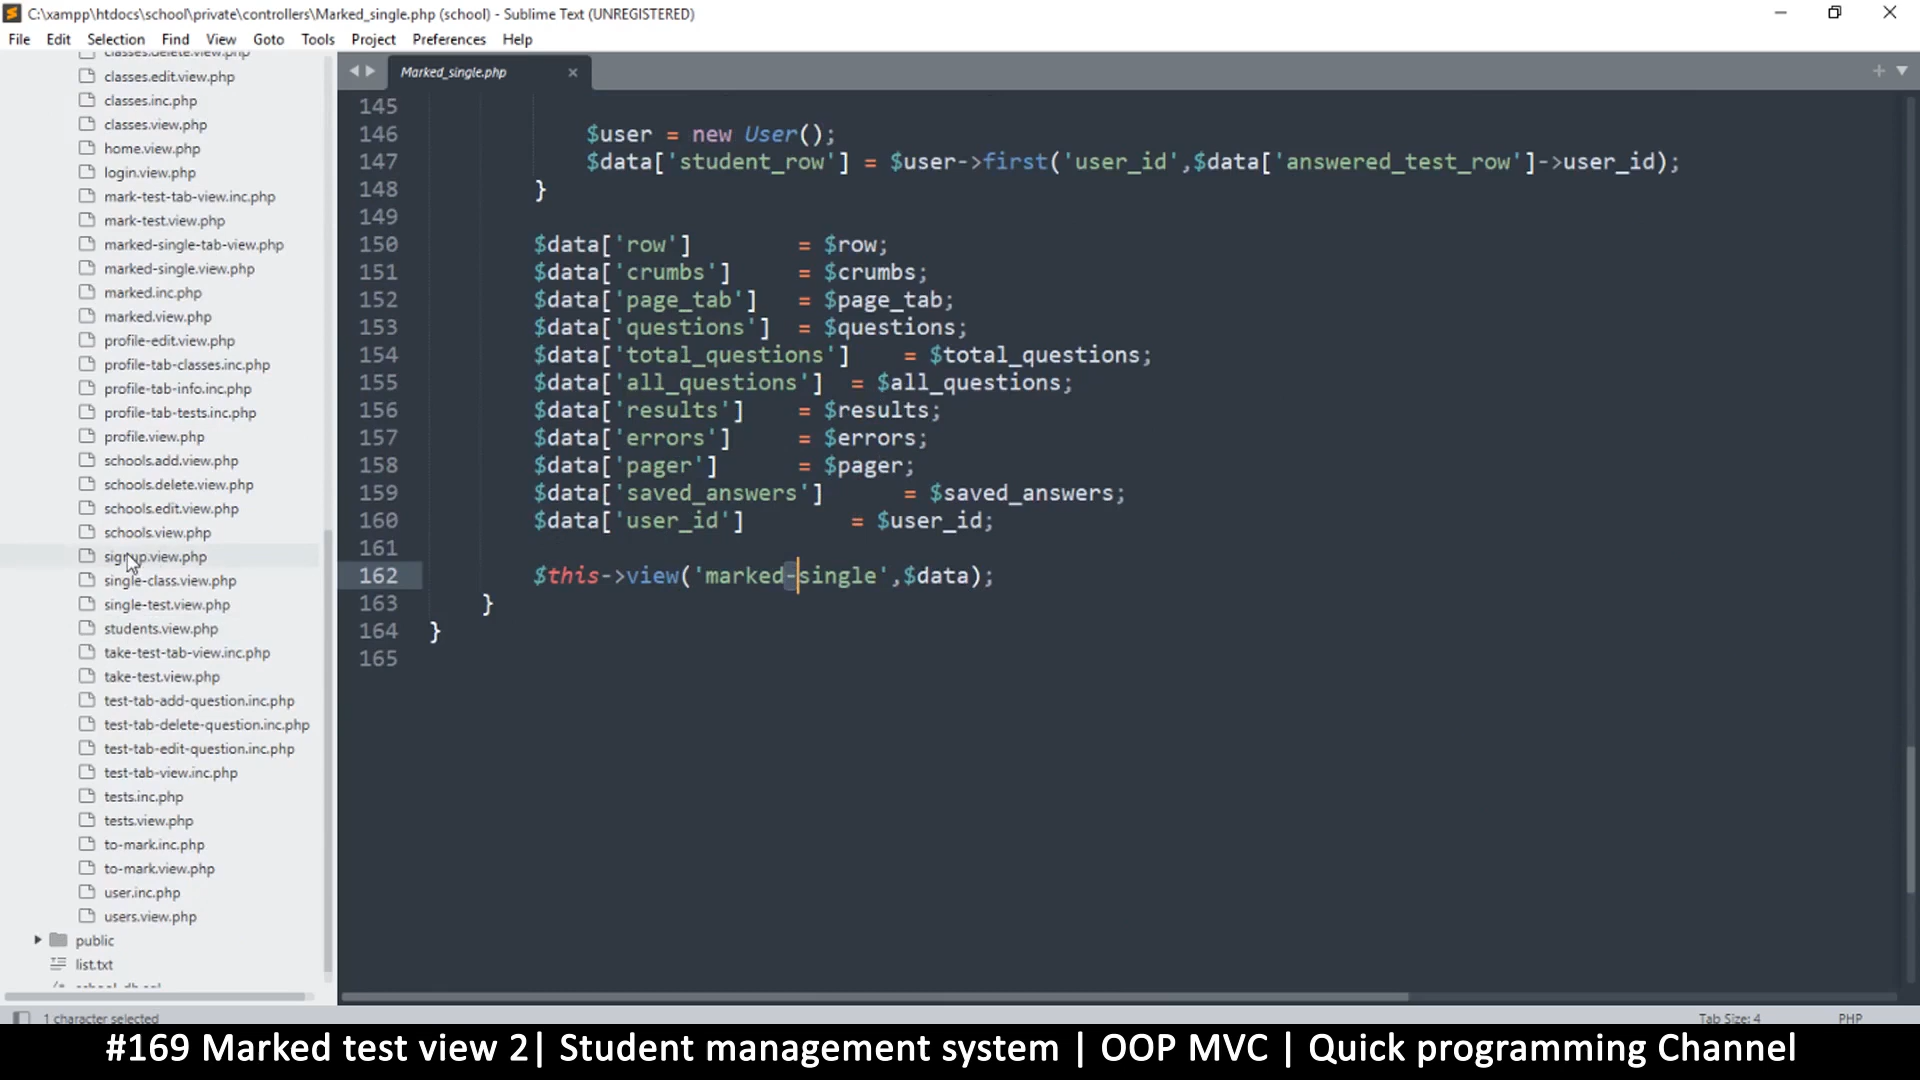 C:\xampp\htdocs\school\private\controllers\Marked_single.php (school) - Sublime Text (UNREGISTERED)
File Edit Selection Find View Goto Tools Project Preferences Help
classes.delete.view.php
classes.edit.view.php
classes.inc.php
classes.view.php
home.view.php
login.view.php
mark-test-tab-view.inc.php
mark-test.view.php
marked-single-tab-view.php
marked-single.view.php
marked.inc.php
marked.view.php
profile-edit.view.php
profile-tab-classes.inc.php
profile-tab-info.inc.php
profile-tab-tests.inc.php
profile.view.php
schools.add.view.php
schools.delete.view.php
schools.edit.view.php
schools.view.php
signup.view.php
single-class.view.php
single-test.view.php
students.view.php
take-test-tab-view.inc.php
take-test.view.php
test-tab-add-question.inc.php
test-tab-delete-question.inc.php
test-tab-edit-question.inc.php
test-tab-view.inc.php
tests.inc.php
tests.view.php
to-mark.inc.php
to-mark.view.php
user.inc.php
users.view.php
public
list.txt
Marked_single.php
145
146 $user = new User();
147 $data['student_row'] = $user->first('user_id',$data['answered_test_row']->user_id);
148 }
149
150 $data['row'] = $row;
151 $data['crumbs'] = $crumbs;
152 $data['page_tab'] = $page_tab;
153 $data['questions'] = $questions;
154 $data['total_questions'] = $total_questions;
155 $data['all_questions'] = $all_questions;
156 $data['results'] = $results;
157 $data['errors'] = $errors;
158 $data['pager'] = $pager;
159 $data['saved_answers'] = $saved_answers;
160 $data['user_id'] = $user_id;
161
162 $this->view('marked-single',$data);
163 }
164 }
165
1 character selected
Tab Size: 4 PHP
#169 Marked test view 2| Student management system | OOP MVC | Quick programming Channel